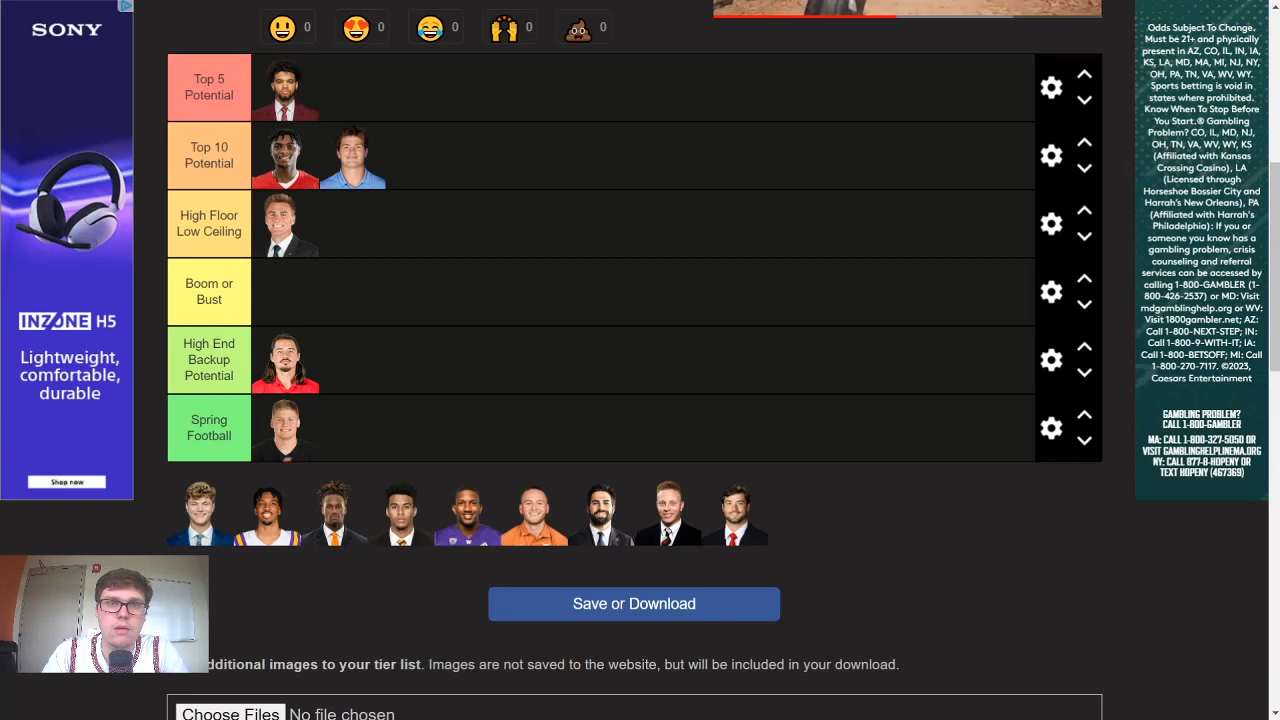 SONY
0
0
0
0
0
Top 5
Potential
Top 10
Potential
High Floor
Low Ceiling
Boom or
Bust
High End
Backup
Potential
Spring
Football
INZONE H5
Lightweight,
comfortable,
durable
Shop now
Odds Subject To Change.
Must be 21+ and physically
present in AZ, CO, IL, IN, IA,
KS, LA, MD, MA, MI, NJ, NY,
OH, PA, TN, VA, WV, WY.
Sports betting is void in
states where prohibited.
Know When To Stop Before
You Start.® Gambling
Problem? CO, IL, MD, NJ,
OH, TN, VA, WV, WY, KS
(Affiliated with Kansas
Crossing Casino), LA
(Licensed through
Horseshoe Bossier City and
Harrah's New Orleans), PA
(Affiliated with Harrah's
Philadelphia): If you or
someone you know has a
gambling problem, crisis
counseling and referral
services can be accessed by
calling 1-800-GAMBLER (1-
800-426-2537) or MD: Visit
mdgamblinghelp.org or WV:
Visit 1800gambler.net; AZ:
Call 1-800-NEXT-STEP; IN:
Call 1-800-9-WITH-IT; IA:
Call 1-800-BETSOFF; MI: Call
1-800-270-7117. ©2023,
Caesars Entertainment
GAMBLING PROBLEM?
CALL 1-800-GAMBLER
MA: CALL 1-800-327-5050 OR
VISIT GAMBLINGHELPLINEMA.ORG
NY: CALL 877-8-HOPENY OR
TEXT HOPENY (467369)
Save or Download
dditional images to your tier list. Images are not saved to the website, but will be included in your download.
Choose Files No file chosen